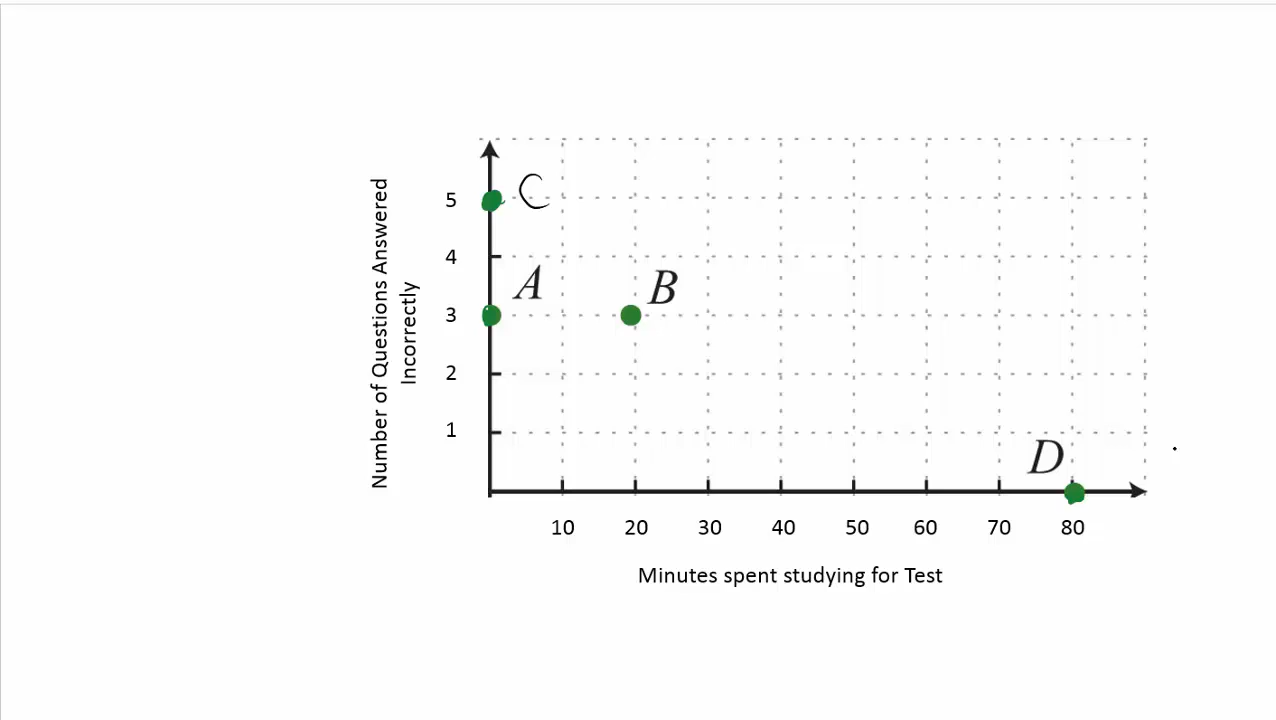 Number of Questions Answered
Incorrectly
5
4
3
2
1
C
A
B
D
10 20 30 40 50 60 70 80
Minutes spent studying for Test